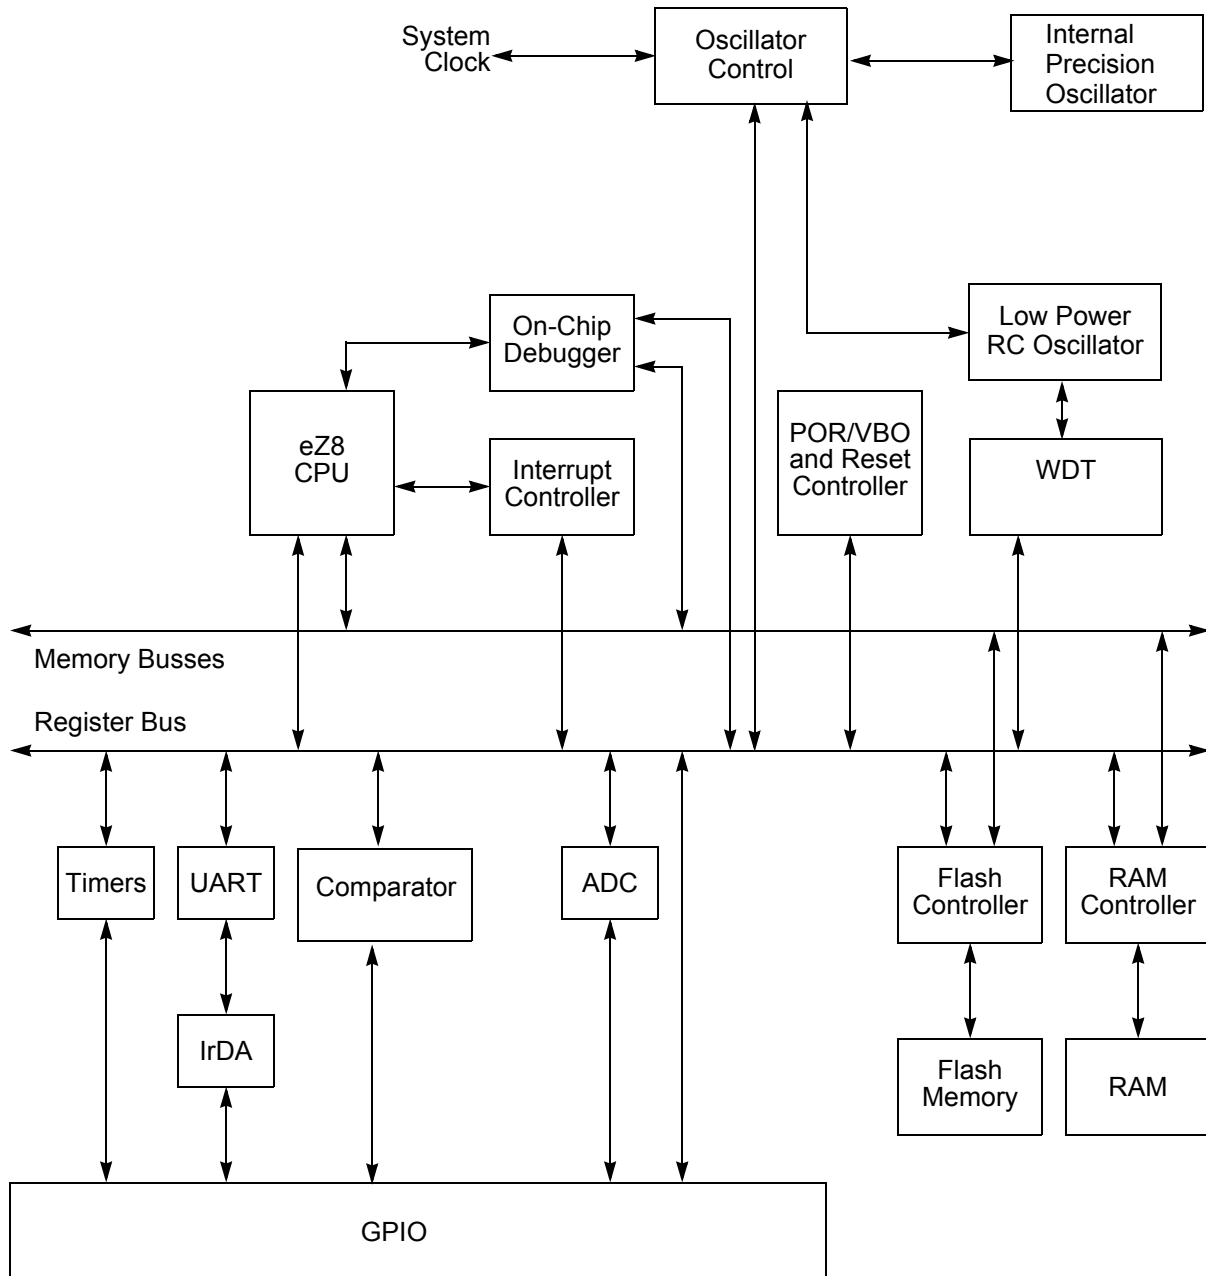 System
Clock
Oscillator
Control
Internal
Precision
Oscillator
On-Chip
Debugger
Low Power
RC Oscillator
eZ8
CPU
Interrupt
Controller
POR/VBO
and Reset
Controller
WDT
Memory Busses
Register Bus
Timers
UART
Comparator
ADC
Flash
Controller
RAM
Controller
IrDA
Flash
Memory
RAM
GPIO